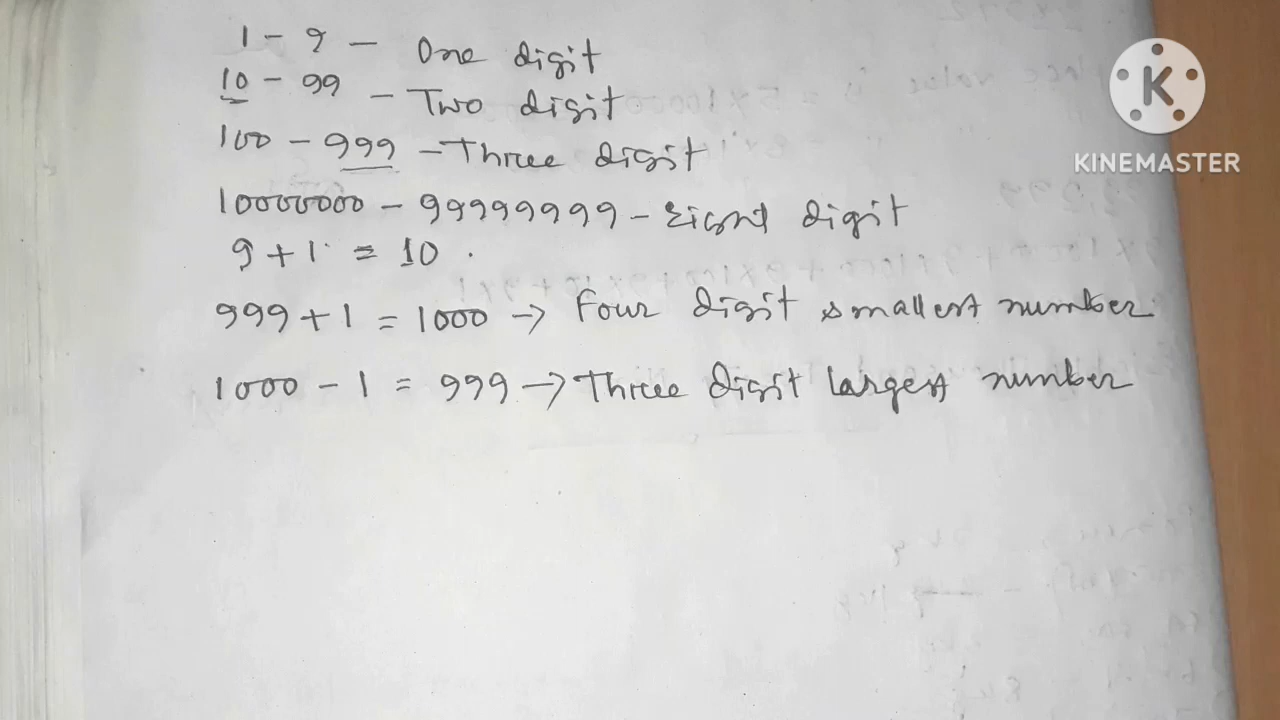 1 - 9 - One digit
10 - 99 - Two digit
100 - 999 - Three digit
10000000 - 99999999 - Eight digit
9 + 1 = 10.
999 + 1 = 1000 → Four digit smallest number
1000 - 1 = 999 → Three digit largest number
K
KINEMASTER